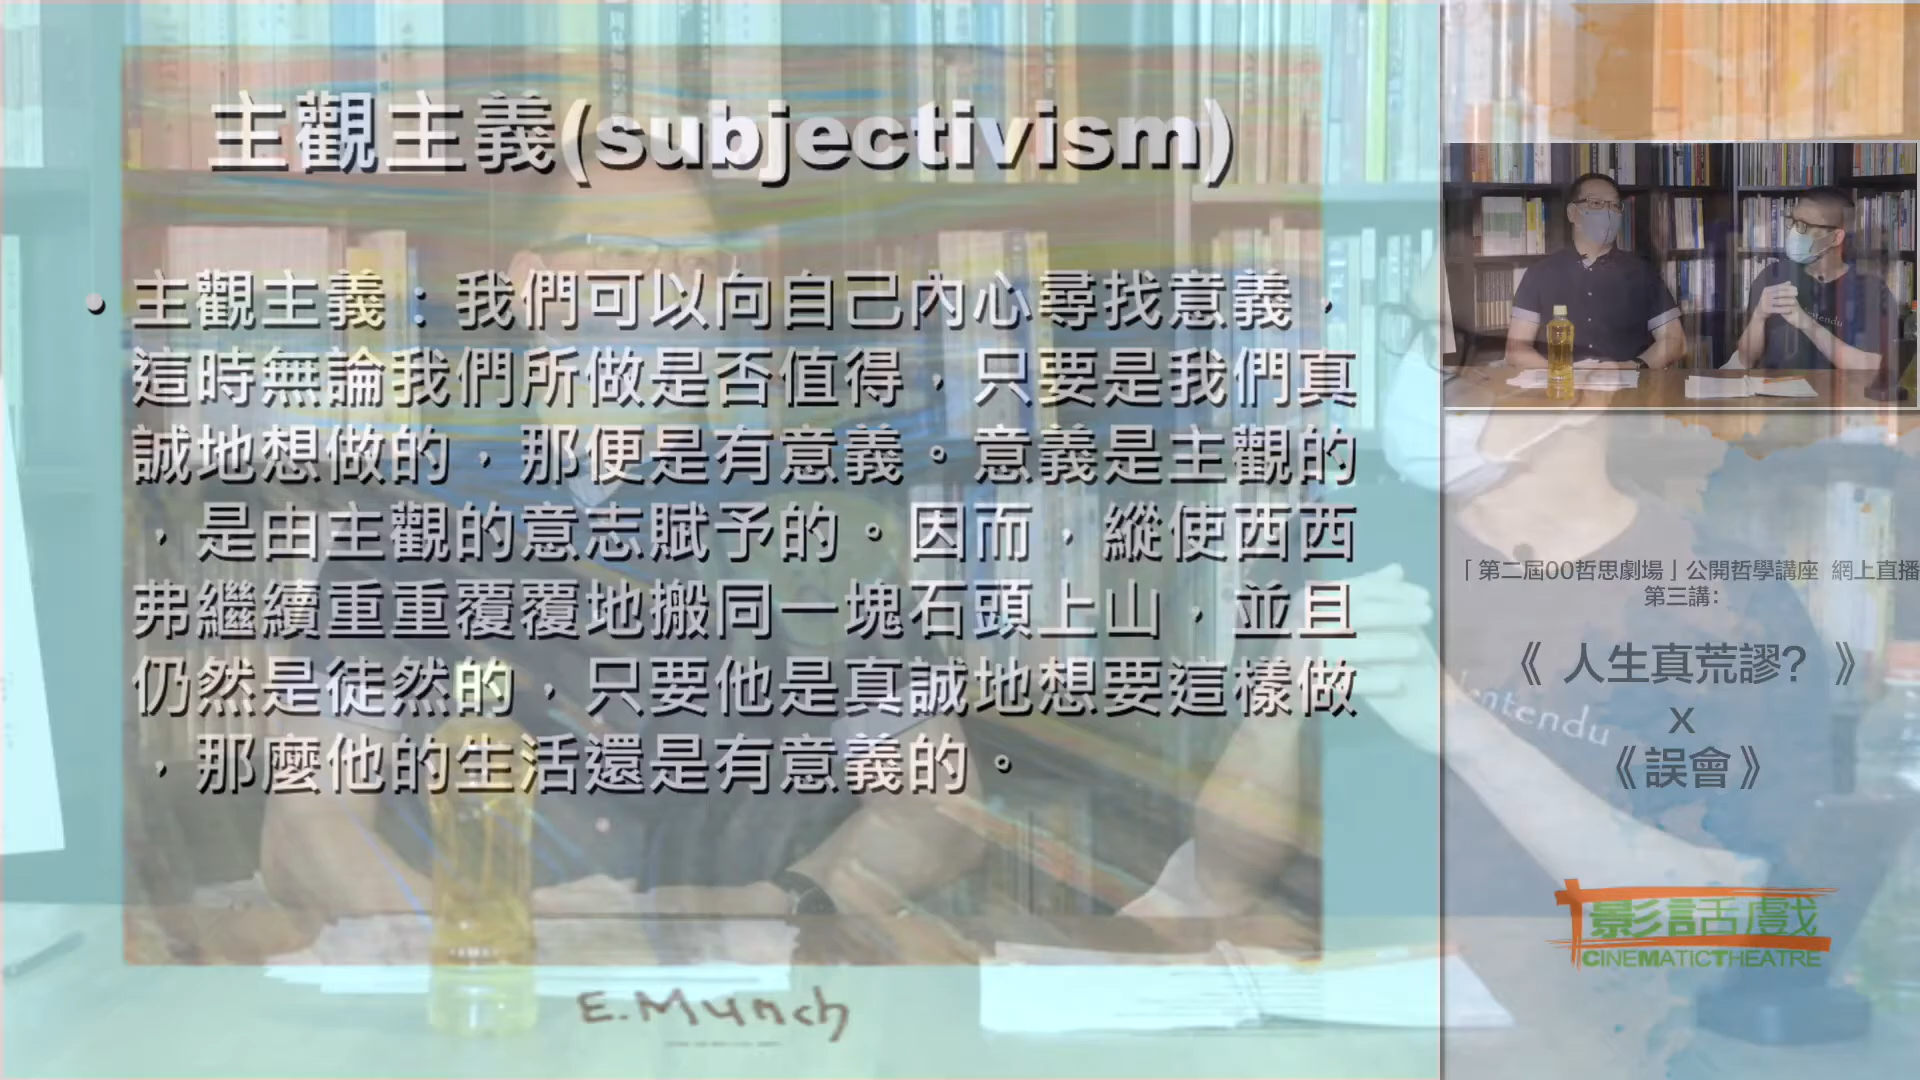 主觀主義(subjectivism)
• 主觀主義：我們可以向自己內心尋找意義，
這時無論我們所做是否值得，只要是我們真
誠地想做的，那便是有意義。意義是主觀的
，是由主觀的意志賦予的。因而，縱使西西
弗繼續重重覆覆地搬同一塊石頭上山，並且
仍然是徒然的，只要他是真誠地想要這樣做
，那麼他的生活還是有意義的。
E.Munch
「第二屆00哲思劇場」公開哲學講座 網上直播
第三講：
《 人生真荒謬？ 》
x
《誤會》
影話戲
CINEMATICTHEATRE
entendu